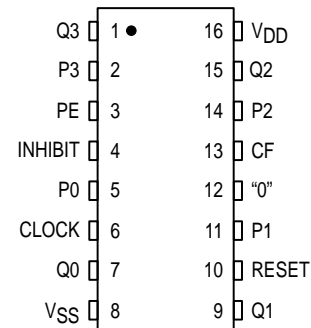 Q3 1 16 VDD
P3 2 15 Q2
PE 3 14 P2
INHIBIT 4 13 CF
P0 5 12 “0”
CLOCK 6 11 P1
Q0 7 10 RESET
VSS 8 9 Q1